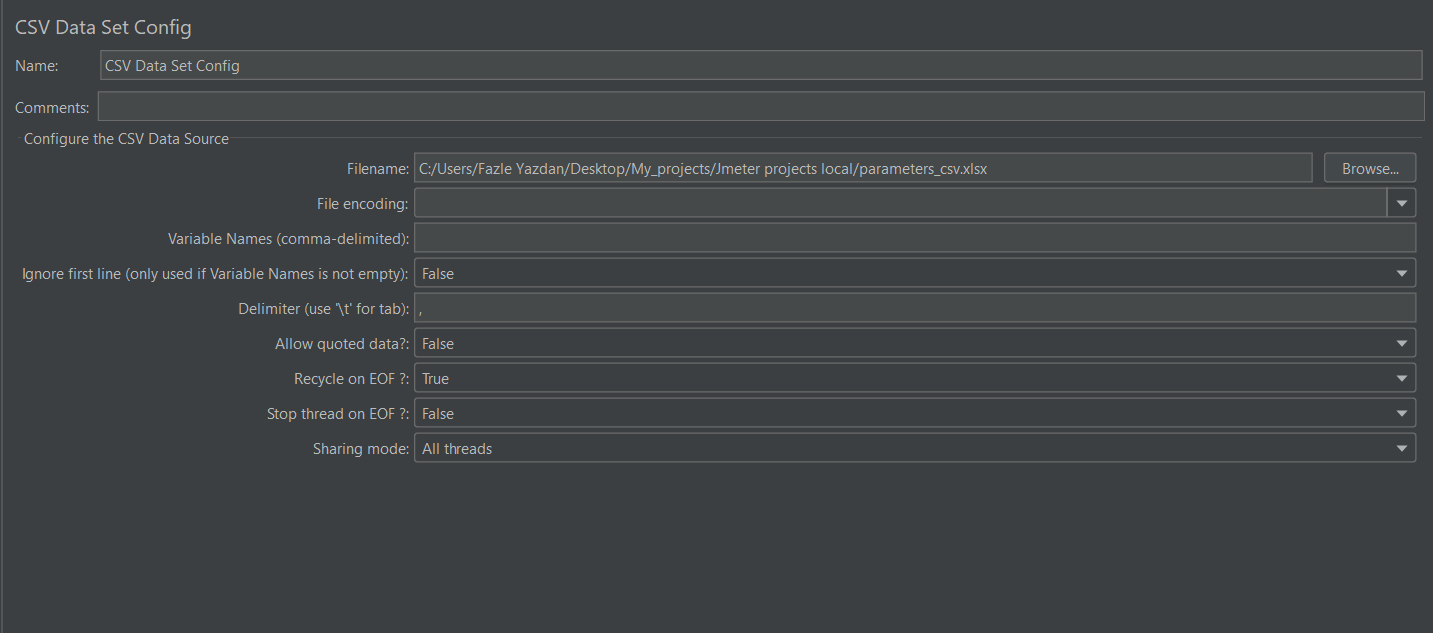 CSV Data Set Config
Name: CSV Data Set Config
Comments:
Configure the CSV Data Source
Filename: C:/Users/Fazle Yazdan/Desktop/My_projects/Jmeter projects local/parameters_csv.xlsx Browse...
File encoding:
Variable Names (comma-delimited):
Ignore first line (only used if Variable Names is not empty): False
Delimiter (use '\t' for tab): ,
Allow quoted data?: False
Recycle on EOF ?: True
Stop thread on EOF ?: False
Sharing mode: All threads